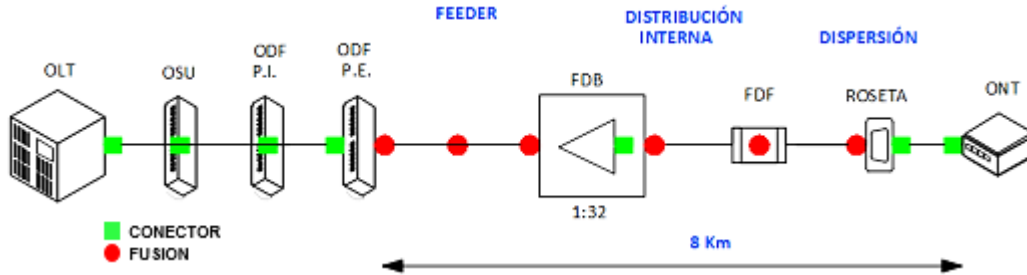 FEEDER
DISTRIBUCIÓN
INTERNA
DISPERSIÓN
OLT
OSU
ODF
P.I.
ODF
P.E.
FDB
FDF
ROSETA
ONT
1:32
CONECTOR
FUSION
8 Km